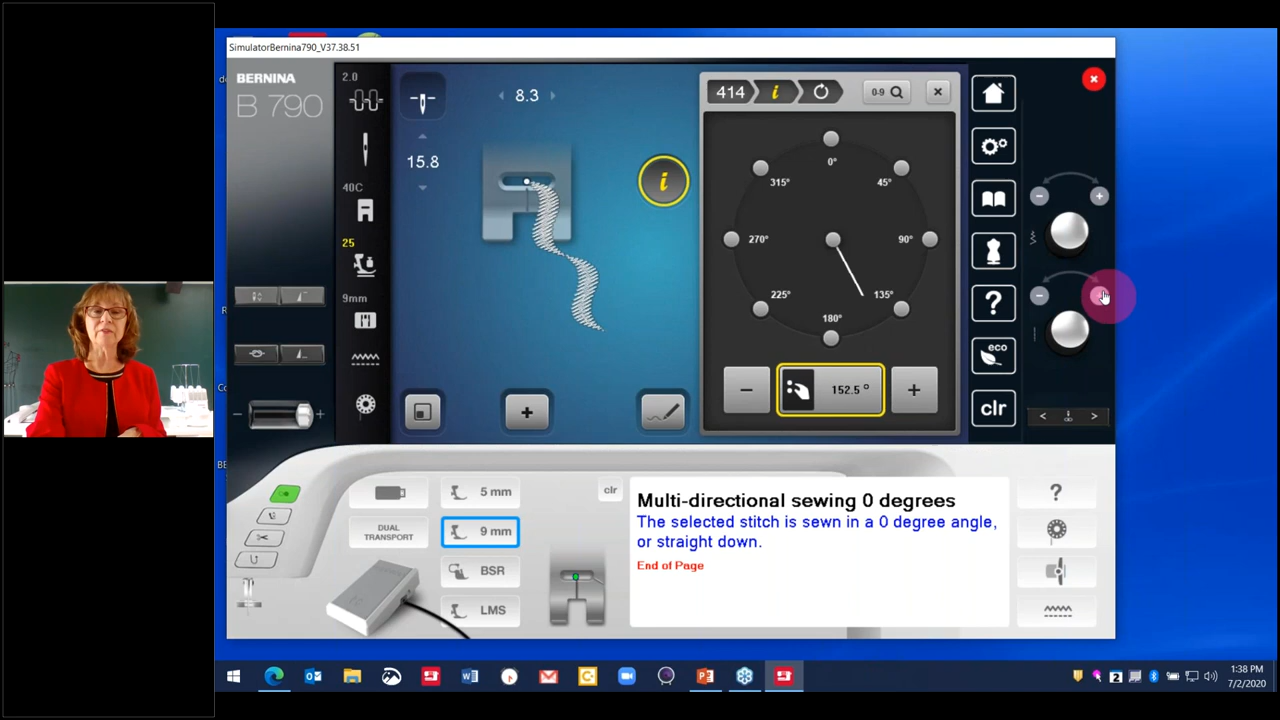 SimulatorBernina790_V37.38.51
BERNINA
B 790
2.0
40C
25
9mm
8.3
15.8
i
414
i
0-9
0°
45°
90°
135°
180°
225°
270°
315°
152.5 °
eco
?
clr
DUAL
TRANSPORT
5 mm
9 mm
BSR
LMS
clr
Multi-directional sewing 0 degrees
The selected stitch is sewn in a 0 degree angle,
or straight down.
End of Page
?
1:38 PM
7/2/2020